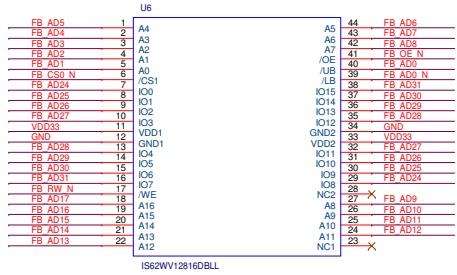 U6
FB_AD5 1 A4 A5 44 FB_AD6
FB_AD4 2 A3 A6 43 FB_AD7
FB_AD3 3 A2 A7 42 FB_AD8
FB_AD2 4 A1 /OE 41 FB_OE_N
FB_AD1 5 A0 /UB 40 FB_AD0
FB_CS0_N 6 /CS1 /LB 39 FB_AD0_N
FB_AD24 7 IO0 IO15 38 FB_AD31
FB_AD25 8 IO1 IO14 37 FB_AD30
FB_AD26 9 IO2 IO13 36 FB_AD29
FB_AD27 10 IO3 IO12 35 FB_AD28
VDD33 11 VDD1 GND2 34 GND
GND 12 GND1 VDD2 33 VDD33
FB_AD28 13 IO4 IO11 32 FB_AD27
FB_AD29 14 IO5 IO10 31 FB_AD26
FB_AD30 15 IO6 IO9 30 FB_AD25
FB_AD31 16 IO7 IO8 29 FB_AD24
FB_RW_N 17 /WE NC2 28
FB_AD17 18 A16 A8 27 FB_AD9
FB_AD16 19 A15 A9 26 FB_AD10
FB_AD15 20 A14 A10 25 FB_AD11
FB_AD14 21 A13 A11 24 FB_AD12
FB_AD13 22 A12 NC1 23
IS62WV12816DBLL